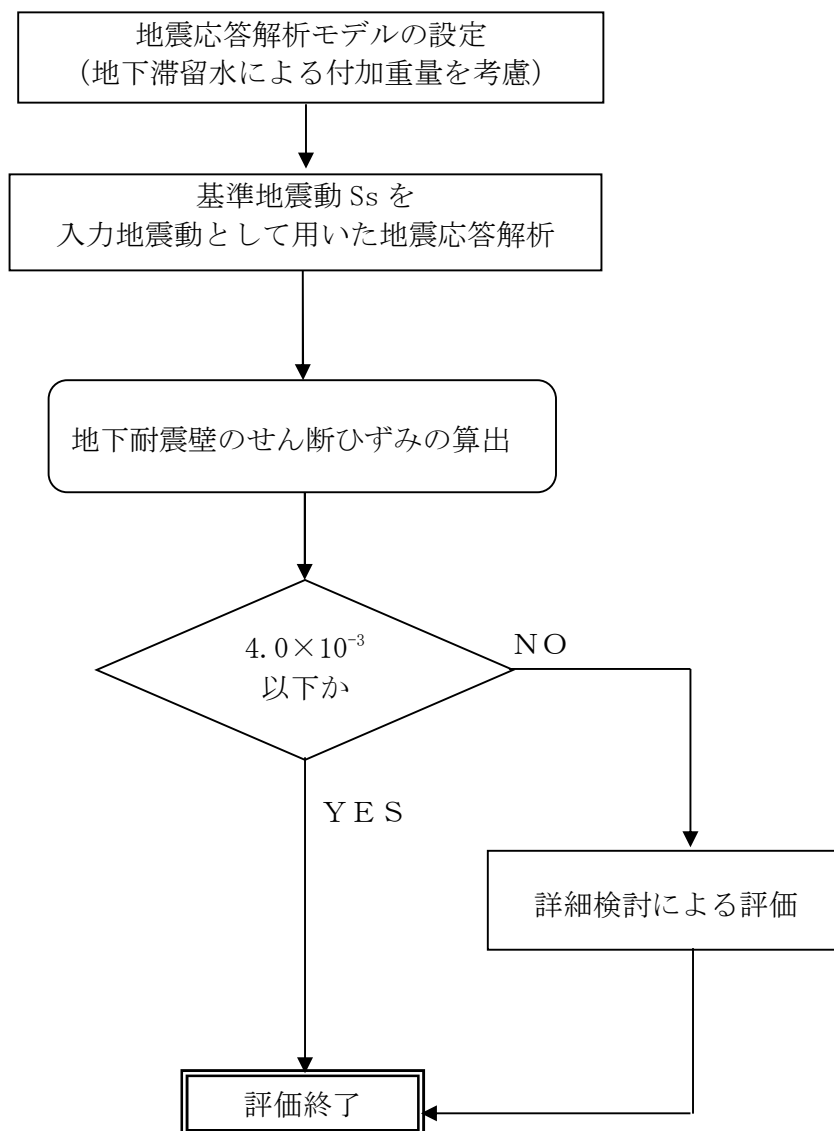 地震応答解析モデルの設定
（地下滞留水による付加重量を考慮）
基準地震動 Ss を
入力地震動として用いた地震応答解析
地下耐震壁のせん断ひずみの算出
4.0×10⁻³
以下か
ＮＯ
ＹＥＳ
詳細検討による評価
評価終了